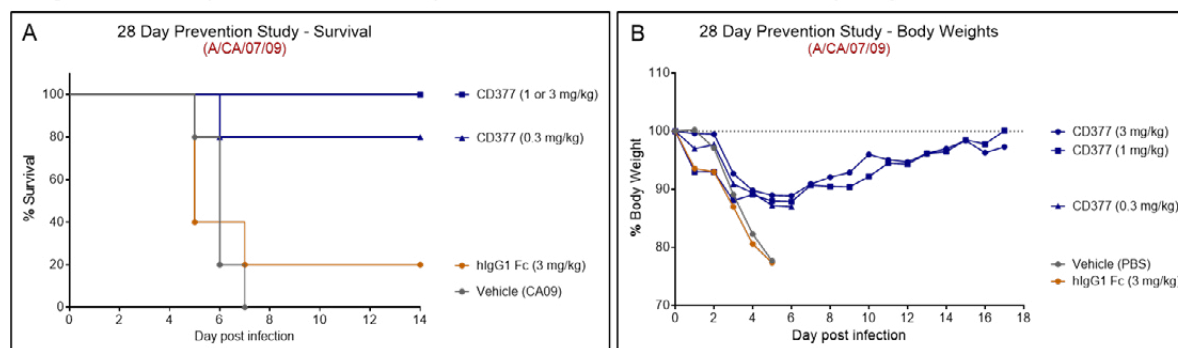 A
28 Day Prevention Study - Survival
(A/CA/07/09)
% Survival
100
80
60
40
20
0
0 2 4 6 8 10 12 14
Day post infection
CD377 (1 or 3 mg/kg)
CD377 (0.3 mg/kg)
hIgG1 Fc (3 mg/kg)
Vehicle (CA09)
B
28 Day Prevention Study - Body Weights
(A/CA/07/09)
% Body Weight
110
100
90
80
70
0 2 4 6 8 10 12 14 16 18
Day post infection
CD377 (3 mg/kg)
CD377 (1 mg/kg)
CD377 (0.3 mg/kg)
Vehicle (PBS)
hIgG1 Fc (3 mg/kg)